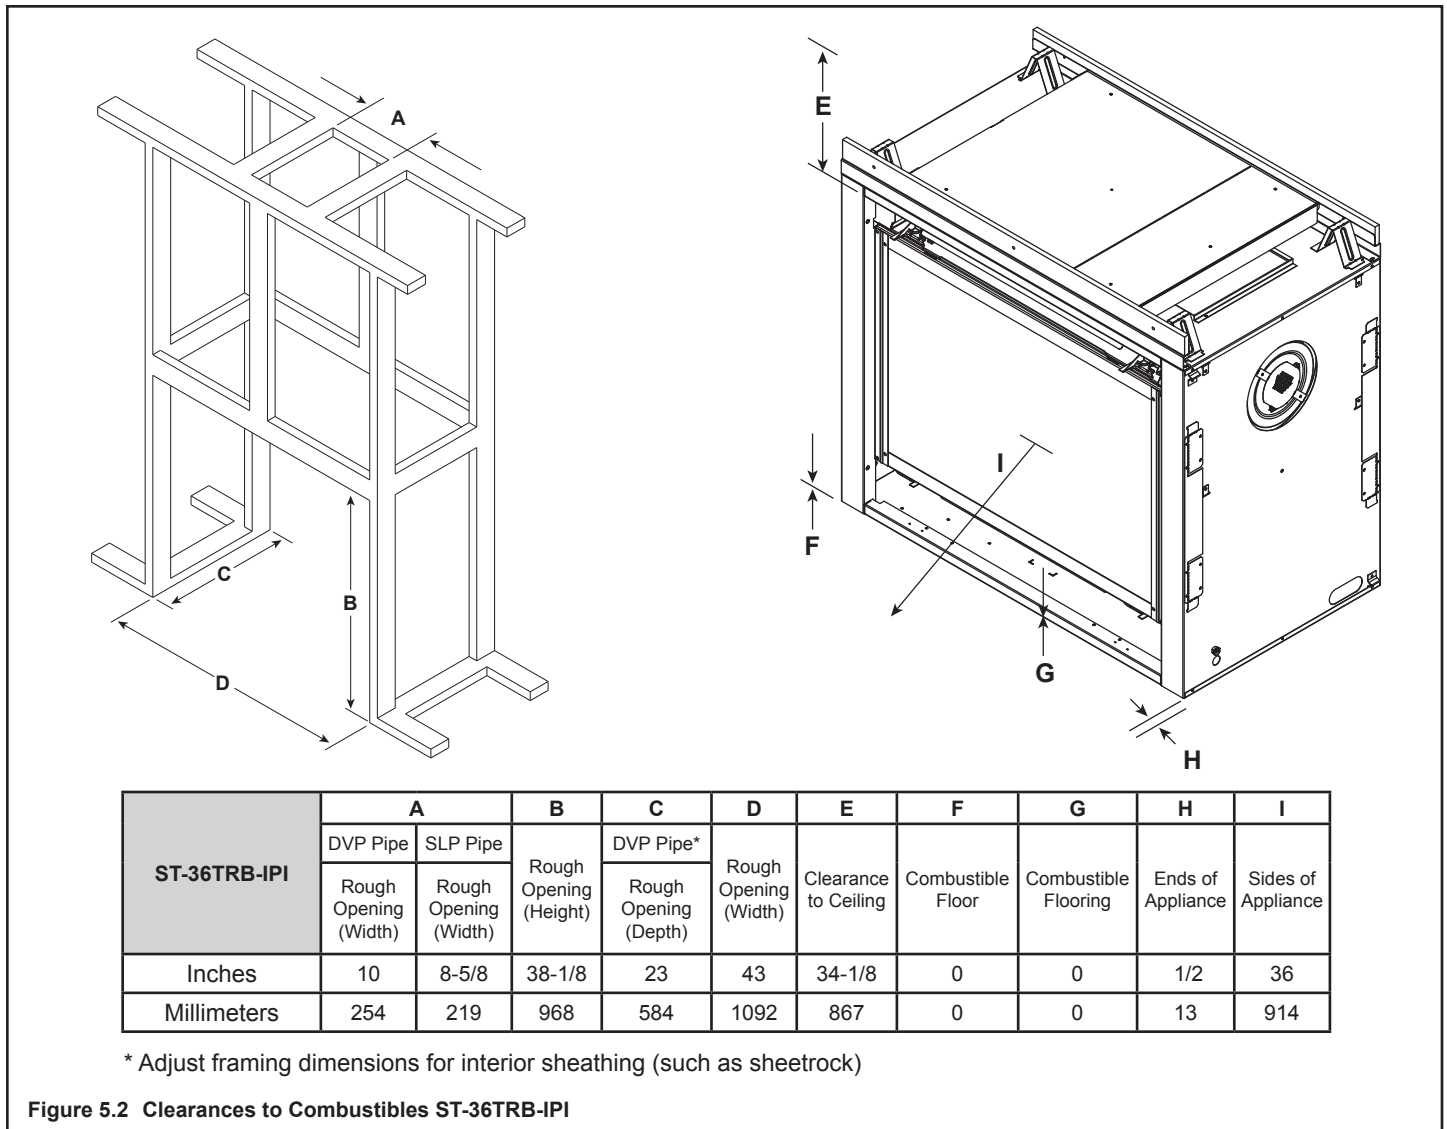 A
B
C
D
E
F
G
H
I
ST-36TRB-IPI A B C D E F G H I
DVP Pipe SLP Pipe Rough Opening (Height) DVP Pipe* Rough Opening (Width) Clearance to Ceiling Combustible Floor Combustible Flooring Ends of Appliance Sides of Appliance
Rough Opening (Width) Rough Opening (Width) Rough Opening (Depth)
Inches 10 8-5/8 38-1/8 23 43 34-1/8 0 0 1/2 36
Millimeters 254 219 968 584 1092 867 0 0 13 914
* Adjust framing dimensions for interior sheathing (such as sheetrock)
Figure 5.2 Clearances to Combustibles ST-36TRB-IPI